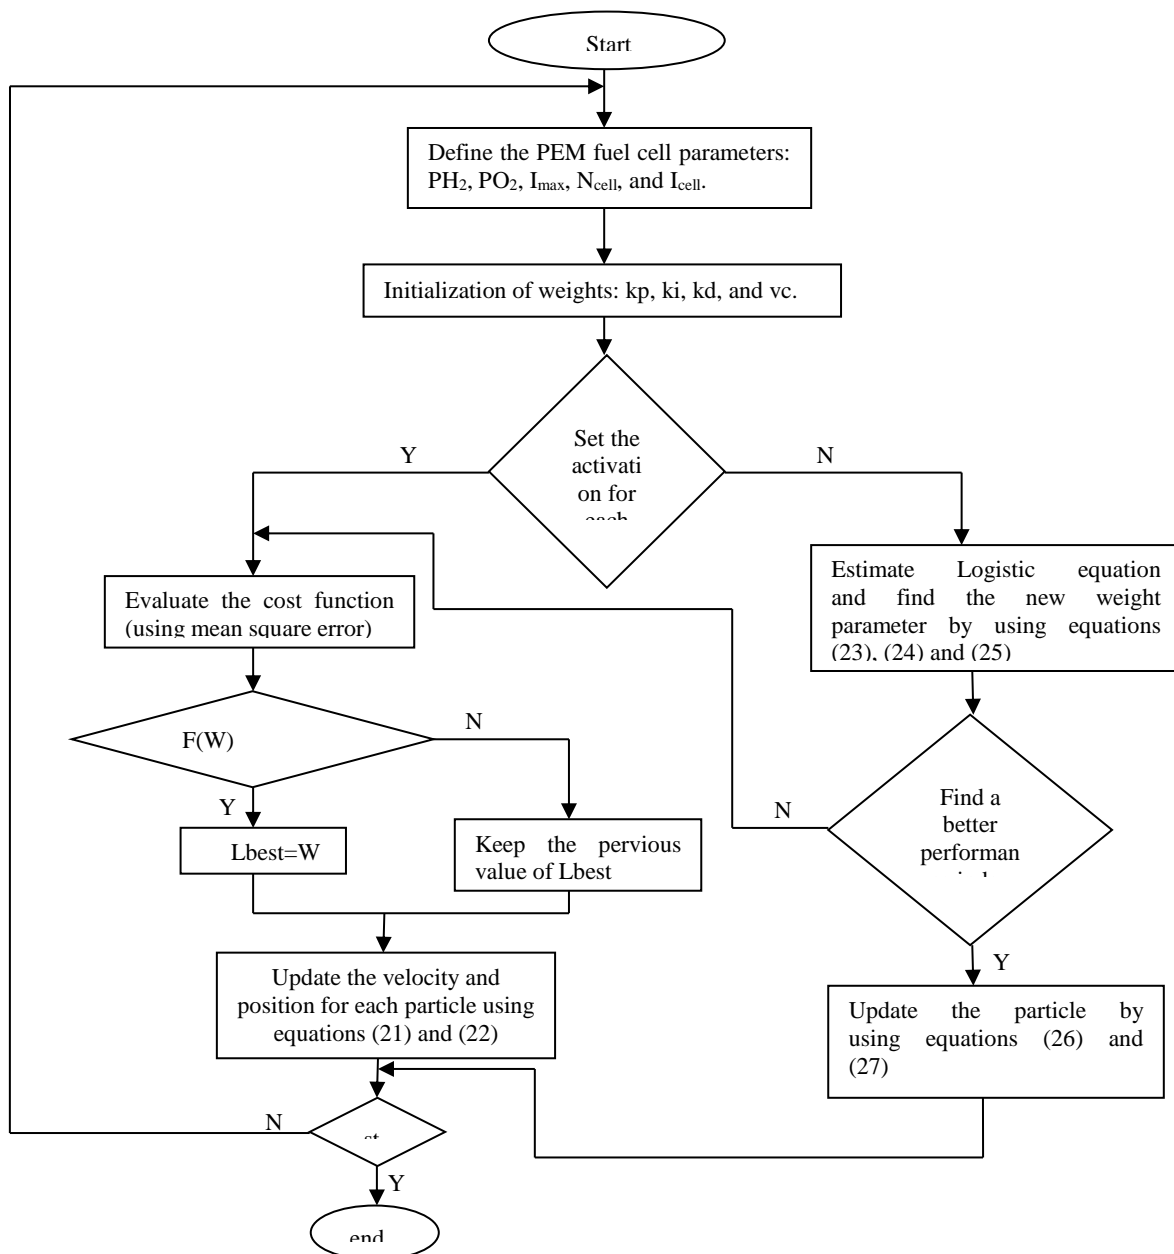 Start
Define the PEM fuel cell parameters:
PH₂, PO₂, Iₘₐₓ, N_cell, and I_cell.
Initialization of weights: kp, ki, kd, and vc.
Set the
activati
on for
each
Y
N
Evaluate the cost function
(using mean square error)
Estimate Logistic equation
and find the new weight
parameter by using equations
(23), (24) and (25)
F(W)
N
Y
Lbest=W
Keep the pervious
value of Lbest
N
Find a
better
performan
Y
Update the velocity and
position for each particle using
equations (21) and (22)
Update the particle by
using equations (26) and
(27)
N
st
Y
end